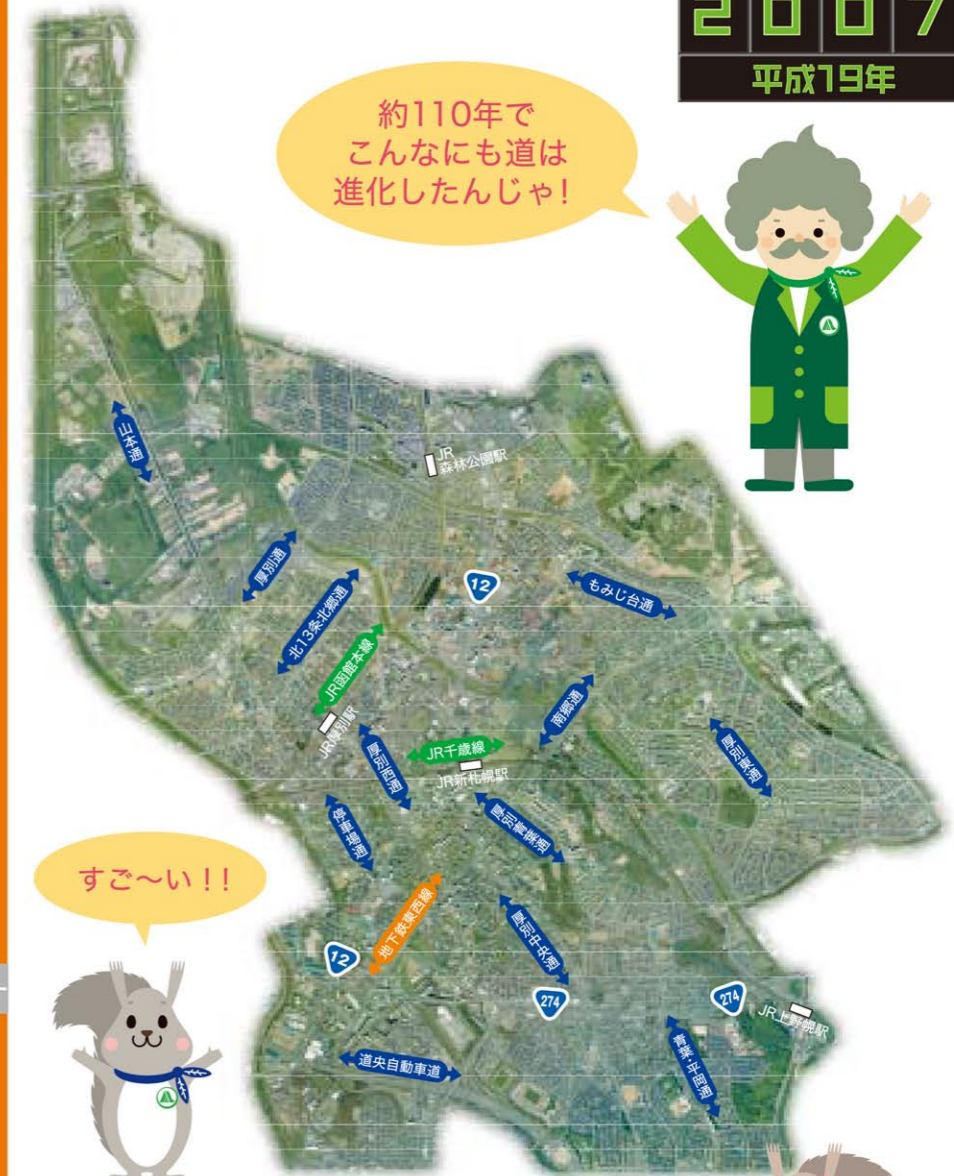 2007
平成19年
約110年で
こんなにも道は
進化したんじゃ!
山本通
JR
森林公園駅
厚別通
12
もみじ台通
北13条北郷通
JR函館本線
JR厚別駅
南郷通
厚別西通
JR千歳線
JR新札幌駅
厚別東通
停車場通
厚別青葉通
すご〜い!!
地下鉄東西線
厚別中央通
12
274
274
JR上野幌駅
道央自動車道
青葉・平岡通